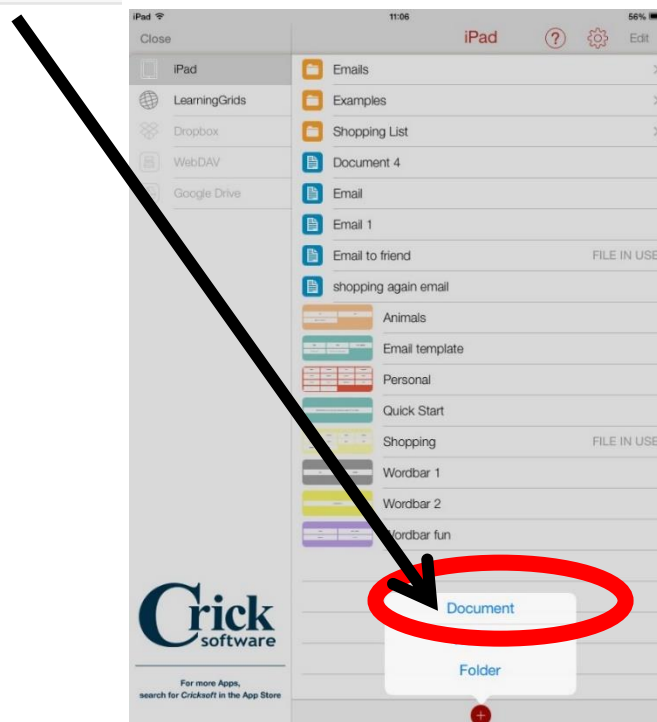 iPad 11:06 56%
Close iPad ? Edit
iPad
LearningGrids
Dropbox
WebDAV
Google Drive
Emails
Examples
Shopping List
Document 4
Email
Email 1
Email to friend FILE IN USE
shopping again email
Animals
Email template
Personal
Quick Start
Shopping FILE IN USE
Wordbar 1
Wordbar 2
Wordbar fun
Crick
software
For more Apps,
search for Cricksoft in the App Store
Document
Folder